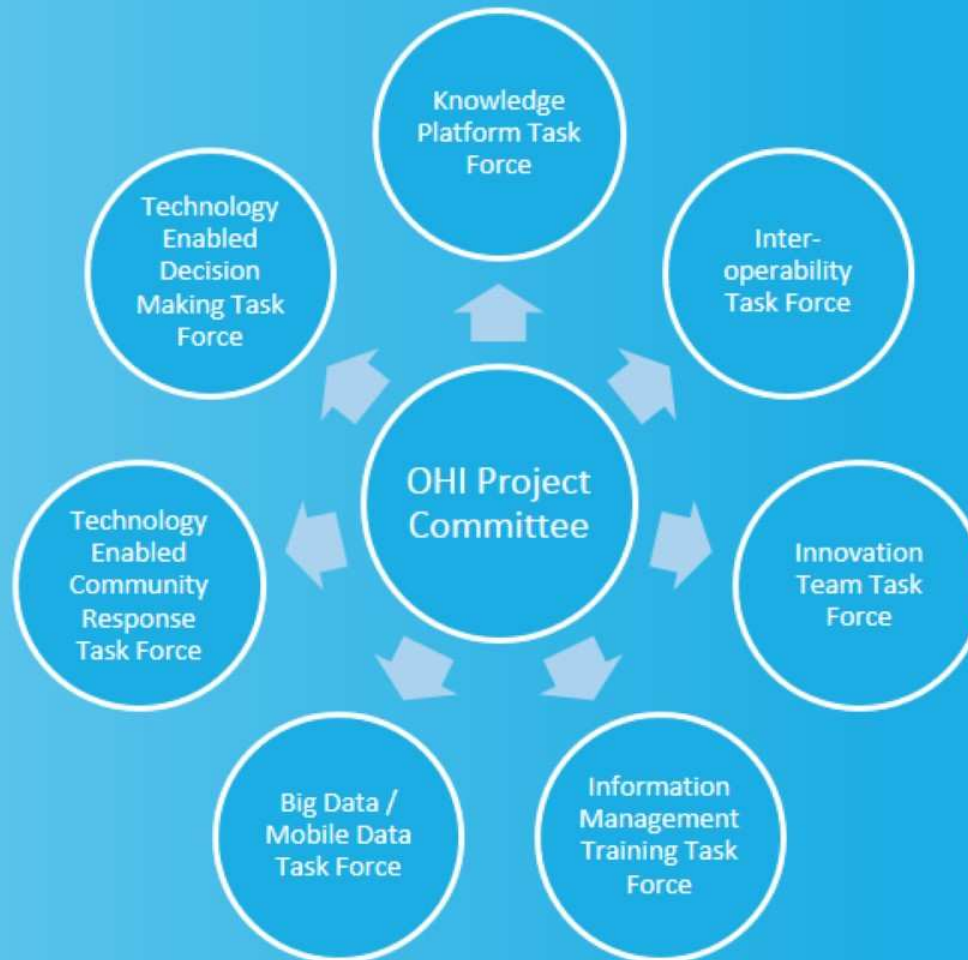 Knowledge
Platform Task
Force
Technology
Enabled
Decision
Making Task
Force
Inter-
operability
Task Force
OHI Project
Committee
Technology
Enabled
Community
Response
Task Force
Innovation
Team Task
Force
Big Data /
Mobile Data
Task Force
Information
Management
Training Task
Force